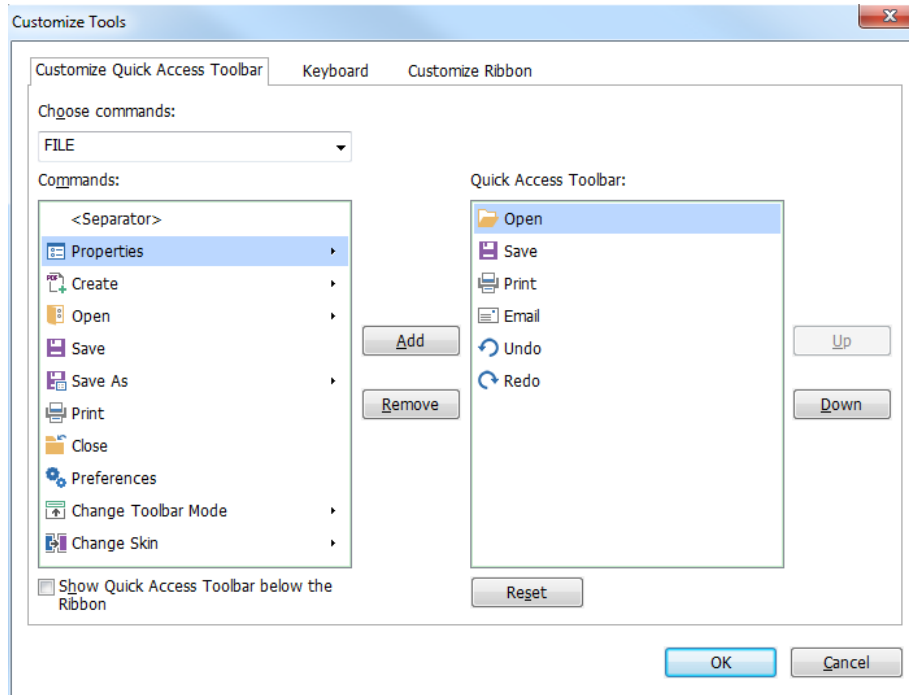 Customize Tools
x
Customize Quick Access Toolbar Keyboard Customize Ribbon
Choose commands:
FILE
Commands:
<Separator>
Properties
PDF Create
Open
Save
Save As
Print
Close
Preferences
Change Toolbar Mode
Change Skin
Show Quick Access Toolbar below the
Ribbon
Add
Remove
Quick Access Toolbar:
Open
Save
Print
Email
Undo
Redo
Reset
Up
Down
OK Cancel